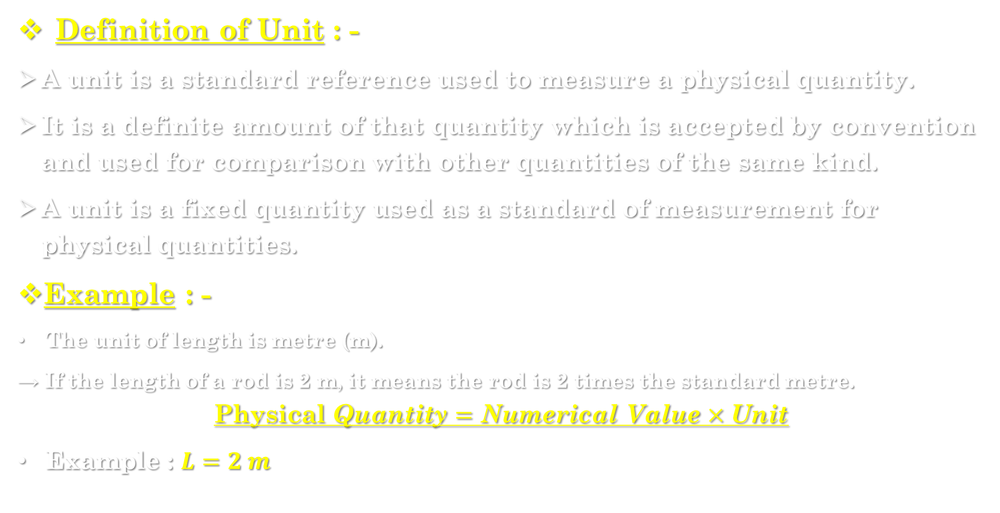 ❖ Definition of Unit : -
➢ A unit is a standard reference used to measure a physical quantity.
➢ It is a definite amount of that quantity which is accepted by convention
and used for comparison with other quantities of the same kind.
➢ A unit is a fixed quantity used as a standard of measurement for
physical quantities.
❖ Example : -
• The unit of length is metre (m).
→ If the length of a rod is 2 m, it means the rod is 2 times the standard metre.
Physical Quantity = Numerical Value × Unit
• Example : L = 2 m